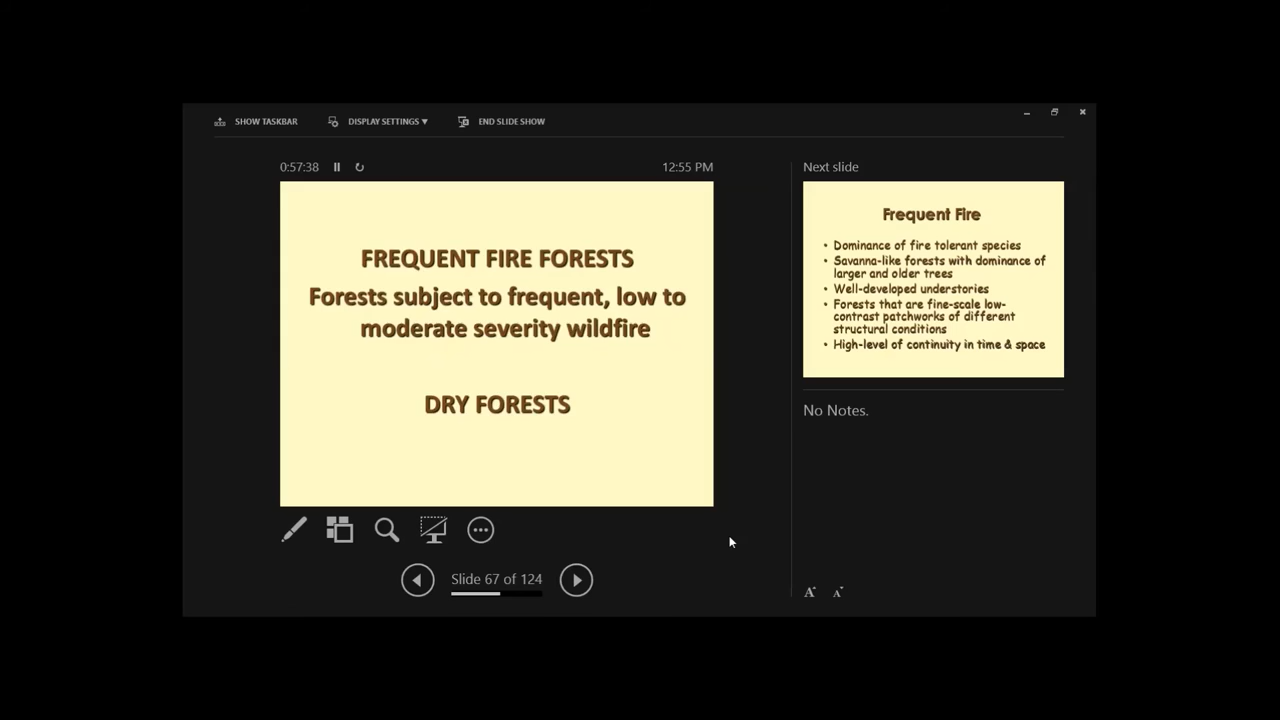 SHOW TASKBAR
DISPLAY SETTINGS ▼
END SLIDE SHOW
0:57:38
12:55 PM
FREQUENT FIRE FORESTS
Forests subject to frequent, low to
moderate severity wildfire
DRY FORESTS
Slide 67 of 124
Next slide
Frequent Fire
• Dominance of fire tolerant species
• Savanna-like forests with dominance of
larger and older trees
• Well-developed understories
• Forests that are fine-scale low-
contrast patchworks of different
structural conditions
• High-level of continuity in time & space
No Notes.
A A